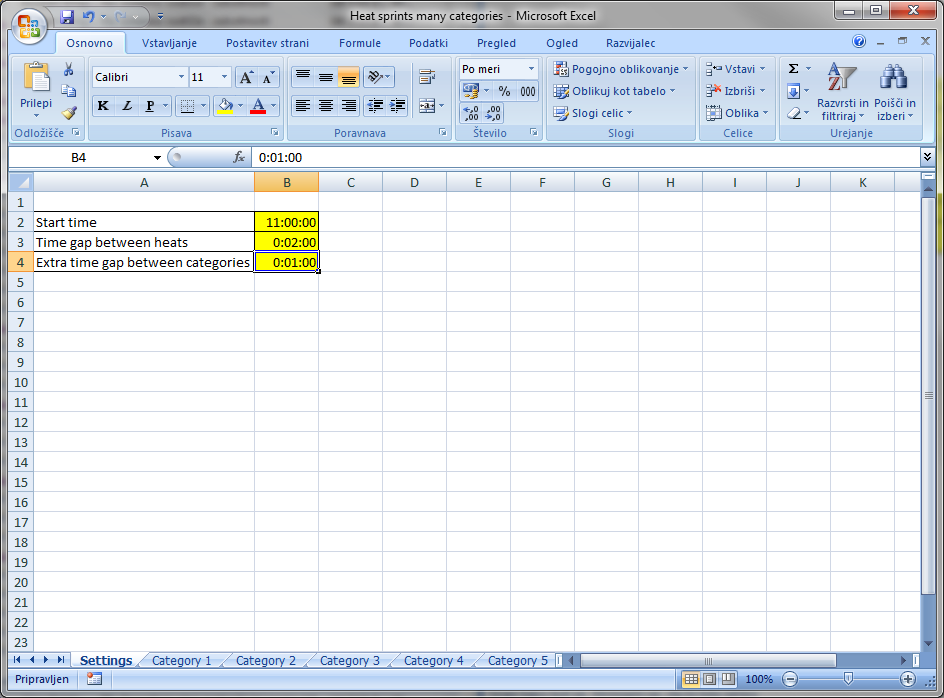 Heat sprints many categories - Microsoft Excel
Osnovno Vstavljanje Postavitev strani Formule Podatki Pregled Ogled Razvijalec
Prilepi
Odložišče
Calibri 11
K L P
Pisava
Poravnava
Po meri
% 000
Število
Pogojno oblikovanje
Oblikuj kot tabelo
Slogi celic
Slogi
Vstavi
Izbriši
Oblika
Celice
Σ
Razvrsti in filtriraj
Poišči in izberi
Urejanje
B4 fx 0:01:00
A B C D E F G H I J K
1
2 Start time 11:00:00
3 Time gap between heats 0:02:00
4 Extra time gap between categories 0:01:00
5
6
7
8
9
10
11
12
13
14
15
16
17
18
19
20
21
22
23
Settings Category 1 Category 2 Category 3 Category 4 Category 5
Pripravljen 100%